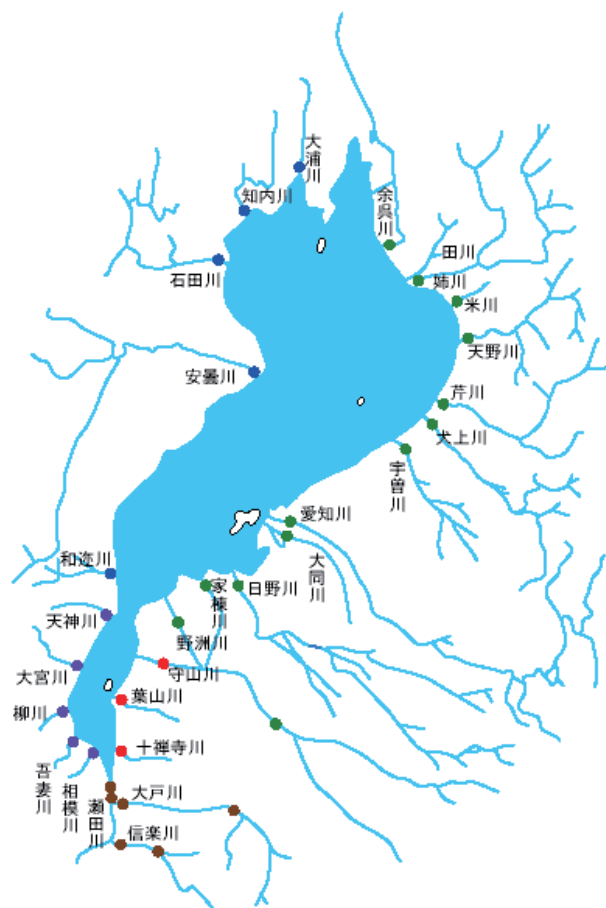 大浦川
知内川
余呉川
田川
石田川
姉川
米川
天野川
安曇川
芹川
犬上川
宇曽川
愛知川
和迩川
大同川
家棟川
日野川
天神川
野洲川
守山川
大宮川
葉山川
柳川
十禅寺川
吾妻川
相模川
瀬田川
大戸川
信楽川